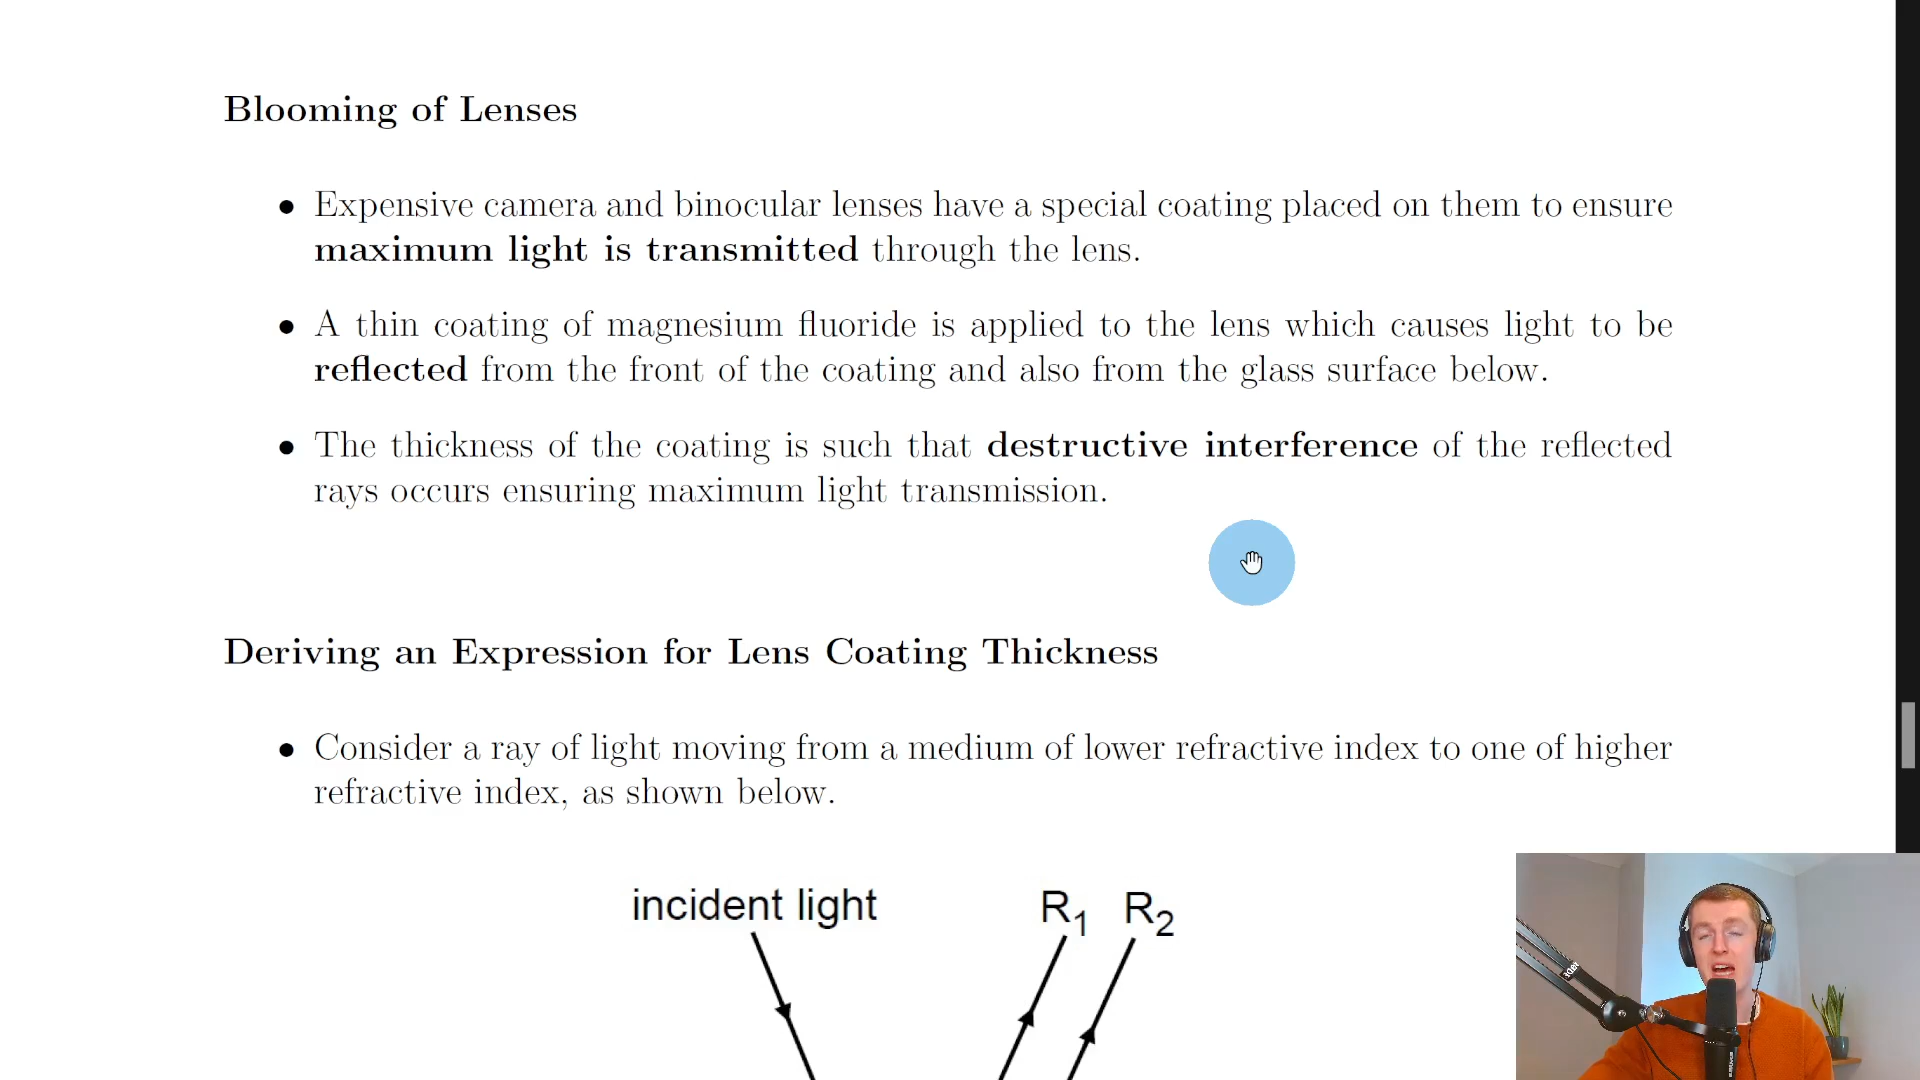 Blooming of Lenses
• Expensive camera and binocular lenses have a special coating placed on them to ensure
maximum light is transmitted through the lens.
• A thin coating of magnesium fluoride is applied to the lens which causes light to be
reflected from the front of the coating and also from the glass surface below.
• The thickness of the coating is such that destructive interference of the reflected
rays occurs ensuring maximum light transmission.
Deriving an Expression for Lens Coating Thickness
• Consider a ray of light moving from a medium of lower refractive index to one of higher
refractive index, as shown below.
incident light R₁ R₂